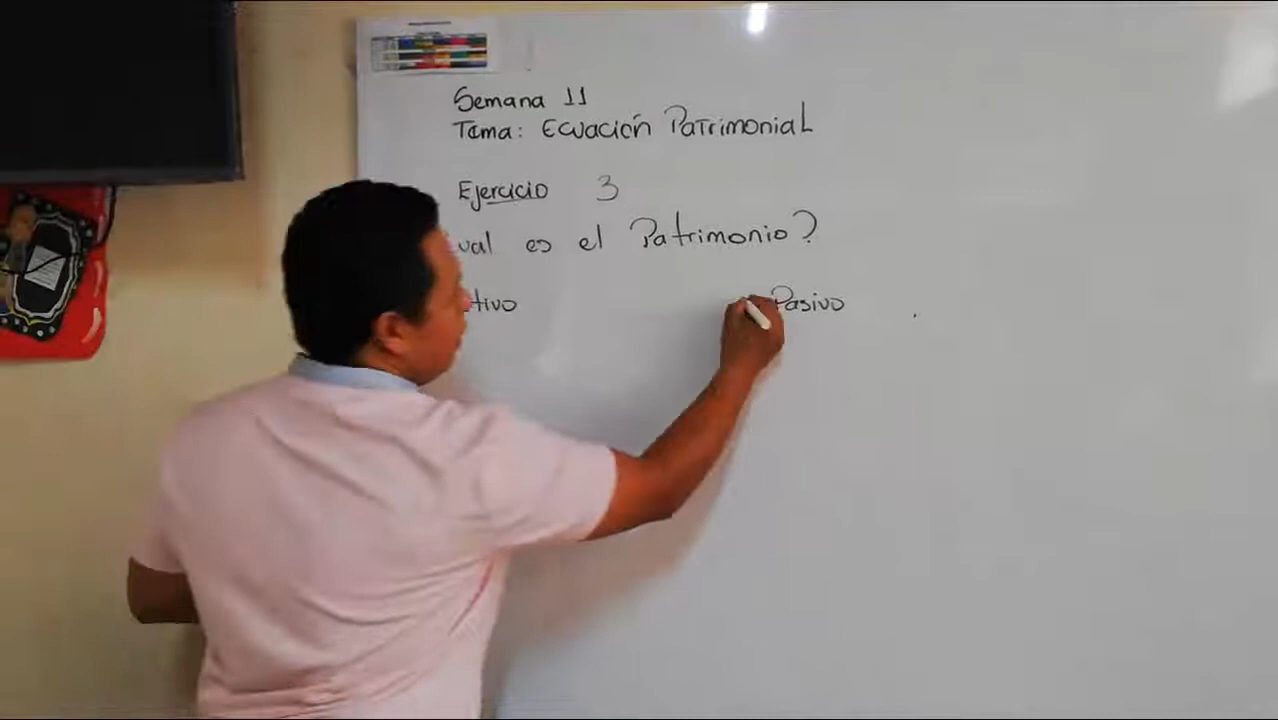 Semana 11
Tema: Ecuación Patrimonial
Ejercicio 3
ual es el Patrimonio?
tivo Pasivo